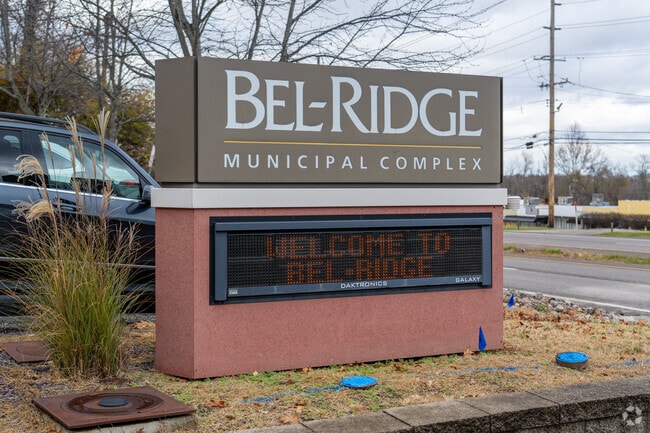 BEL-RIDGE
MUNICIPAL COMPLEX
WELCOME TO
BEL-RIDGE
DAKTRONICS GALAXY